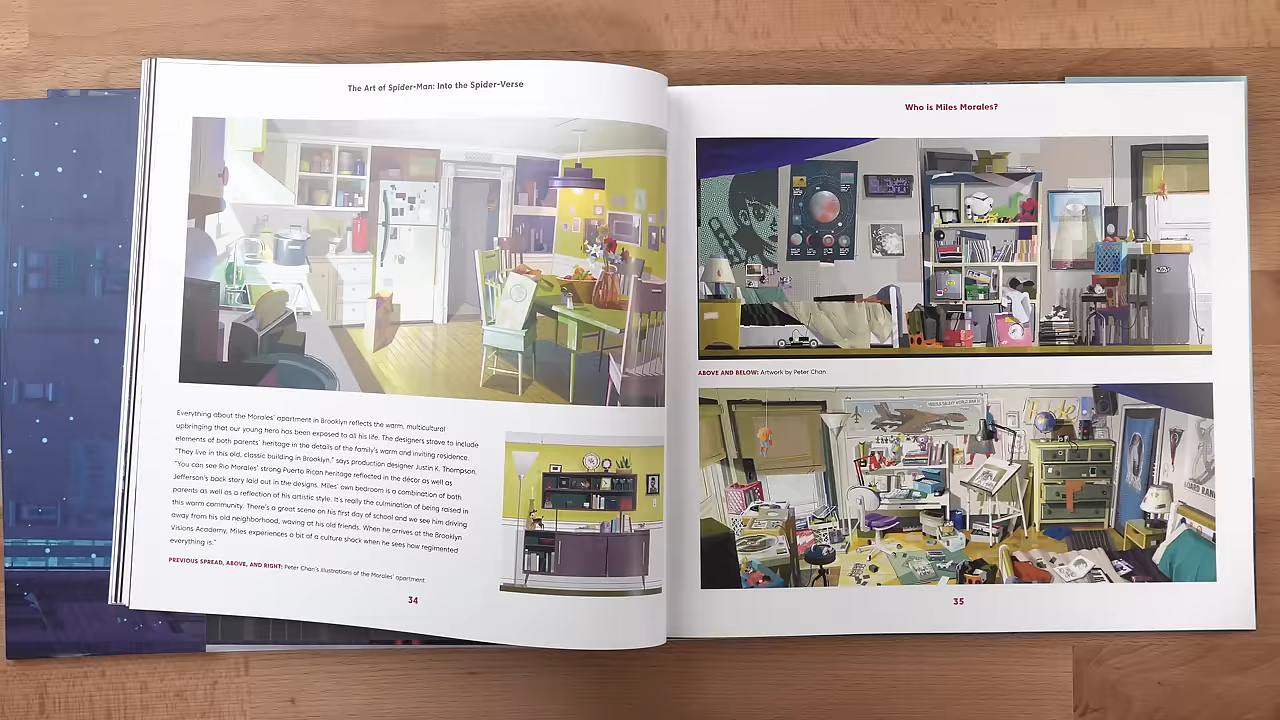 The Art of Spider-Man: Into the Spider-Verse
Everything about the Morales' apartment in Brooklyn reflects the warm, multicultural
upbringing that our young hero has been exposed to all his life. The designers strove to include
elements of both parents' heritage in the details of the family's warm and inviting residence.
"They live in this old, classic building in Brooklyn," says production designer Justin K. Thompson.
"You can see Rio Morales' strong Puerto Rican heritage reflected in the décor as well as
Jefferson's back story laid out in the designs. Miles' own bedroom is a combination of both
parents as well as a reflection of his artistic style. It's really the culmination of being raised in
this warm community. There's a great scene on his first day of school and we see him driving
away from his old neighborhood, waving at his old friends. When he arrives at the Brooklyn
Visions Academy, Miles experiences a bit of a culture shock when he sees how regimented
everything is."
PREVIOUS SPREAD, ABOVE, AND RIGHT: Peter Chan's illustrations of the Morales' apartment.
34
Who is Miles Morales?
ABOVE AND BELOW: Artwork by Peter Chan.
35